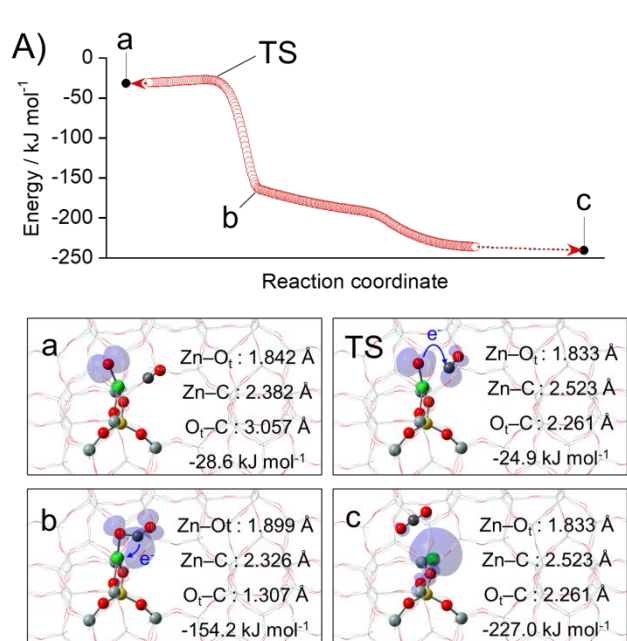 A)
a
TS
0
-50
-100
-150
-200
-250
Energy / kJ mol⁻¹
b
c
Reaction coordinate
a
Zn–Oₜ : 1.842 Å
Zn–C : 2.382 Å
Oₜ–C : 3.057 Å
-28.6 kJ mol⁻¹
TS
e⁻
Zn–Oₜ : 1.833 Å
Zn–C : 2.523 Å
Oₜ–C : 2.261 Å
-24.9 kJ mol⁻¹
b
e⁻
Zn–Ot : 1.899 Å
Zn–C : 2.326 Å
Oₜ–C : 1.307 Å
-154.2 kJ mol⁻¹
c
Zn–Oₜ : 1.833 Å
Zn–C : 2.523 Å
Oₜ–C : 2.261 Å
-227.0 kJ mol⁻¹